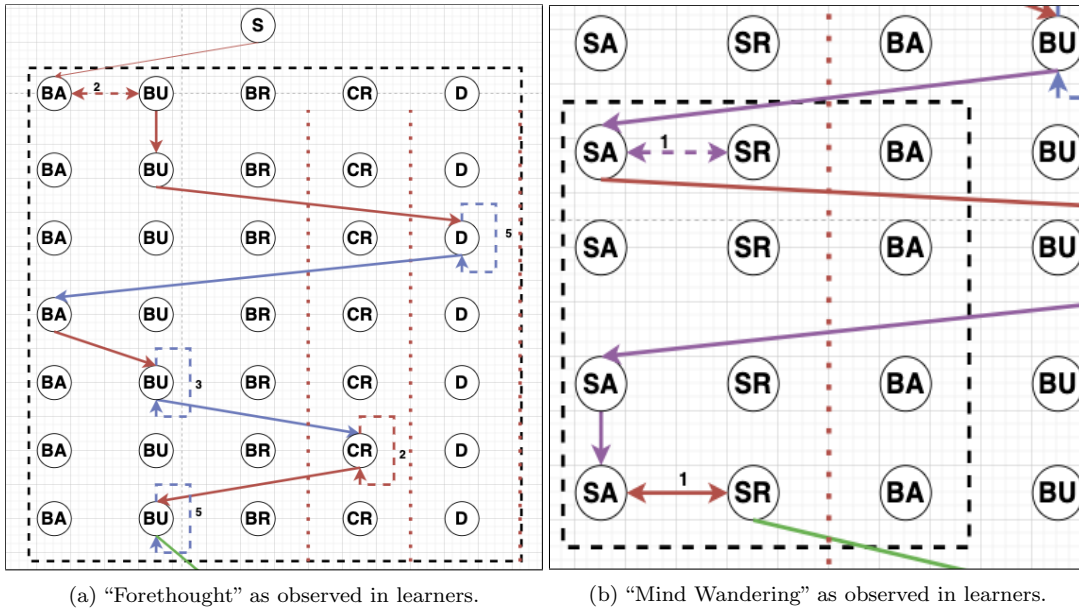 S
BA 2 BU BR CR D
BA BU BR CR D
BA BU BR CR D 5
BA BU BR CR D
BA BU 3 BR CR D
BA BU BR CR 2 D
BA BU 5 BR CR D
(a) “Forethought” as observed in learners.
SA SR BA BU
SA 1 SR BA BU
SA SR BA BU
SA SR BA BU
SA 1 SR BA BU
(b) “Mind Wandering” as observed in learners.